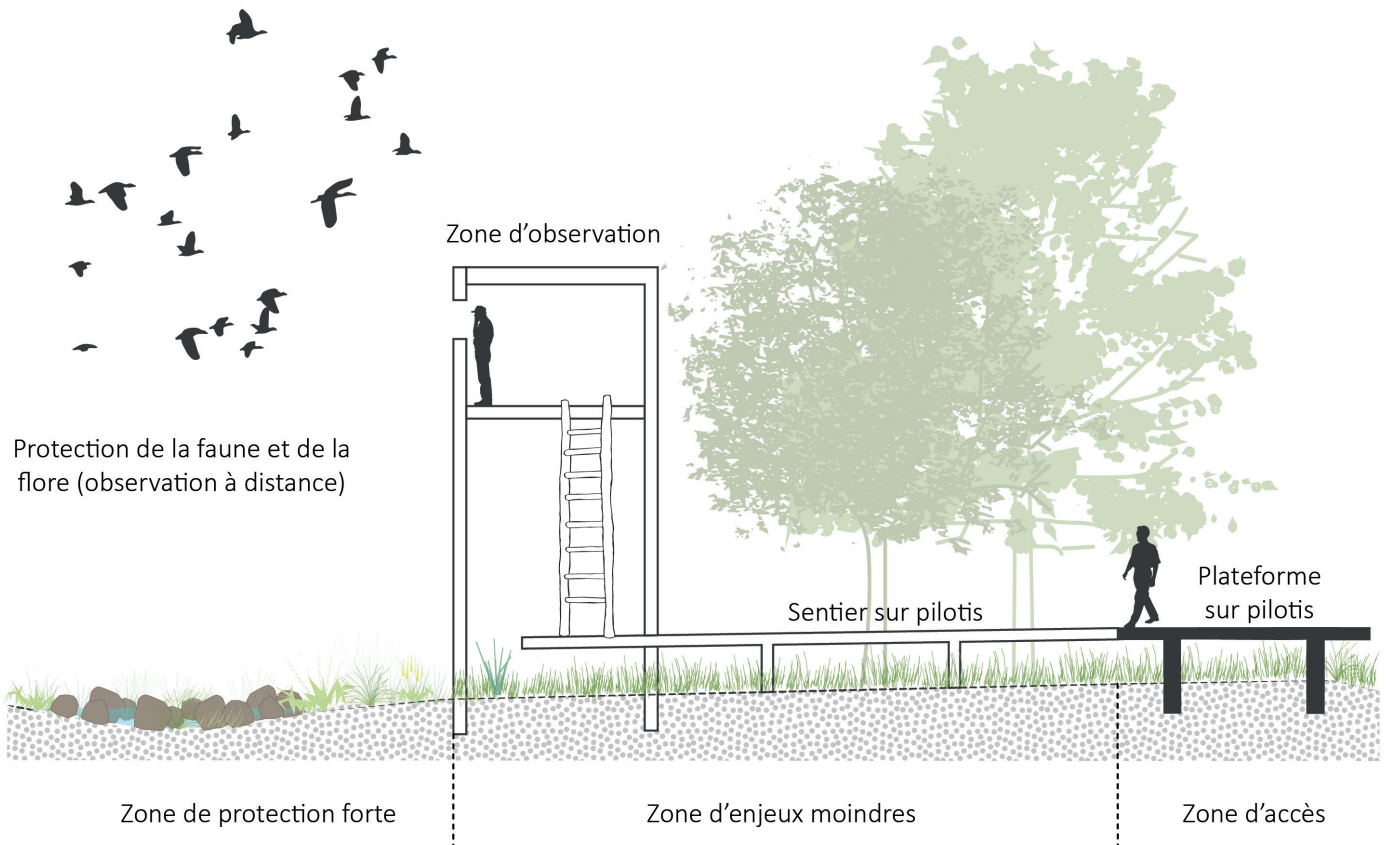 Zone d’observation
Protection de la faune et de la
flore (observation à distance)
Sentier sur pilotis
Plateforme
sur pilotis
Zone de protection forte
Zone d’enjeux moindres
Zone d’accès